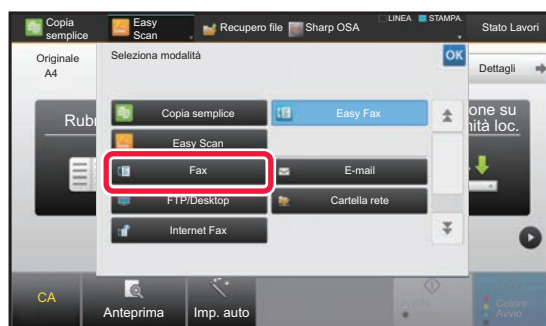 Copia semplice
Easy Scan
Recupero file
Sharp OSA
LINEA
STAMPA.
Stato Lavori
Originale
A4
Seleziona modalità
OK
Dettagli
Rub
one su
ità loc.
Copia semplice
Easy Fax
Easy Scan
Fax
E-mail
FTP/Desktop
Cartella rete
Internet Fax
CA
Anteprima
Imp. auto
Colore
Avvio